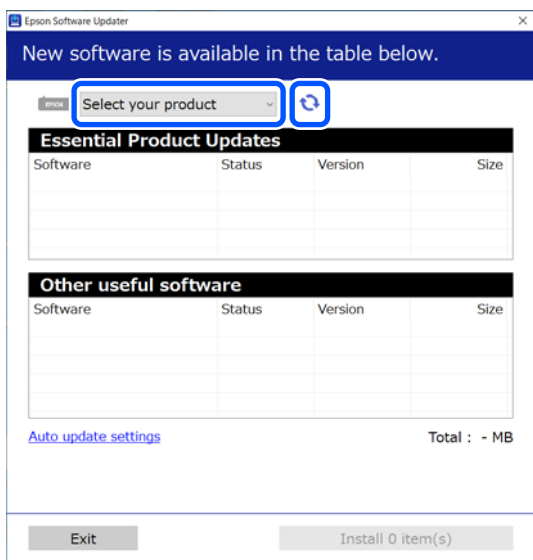 Epson Software Updater
New software is available in the table below.
EPSON Select your product
Essential Product Updates
Software Status Version Size
Other useful software
Software Status Version Size
Auto update settings Total : - MB
Exit Install 0 item(s)